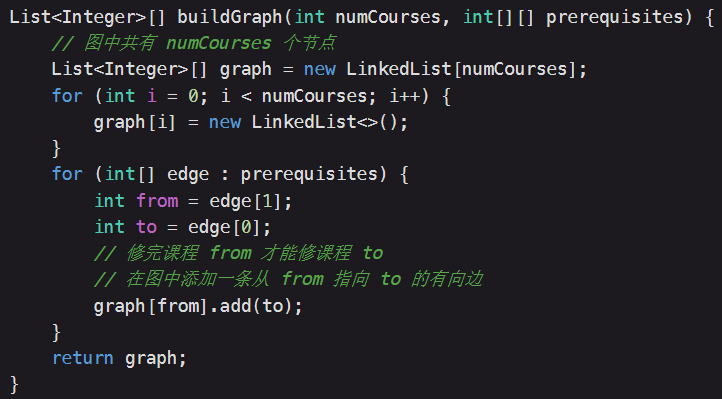 List<Integer>[] buildGraph(int numCourses, int[][] prerequisites) {
    // 图中共有 numCourses 个节点
    List<Integer>[] graph = new LinkedList[numCourses];
    for (int i = 0; i < numCourses; i++) {
        graph[i] = new LinkedList<>();
    }
    for (int[] edge : prerequisites) {
        int from = edge[1];
        int to = edge[0];
        // 修完课程 from 才能修课程 to
        // 在图中添加一条从 from 指向 to 的有向边
        graph[from].add(to);
    }
    return graph;
}